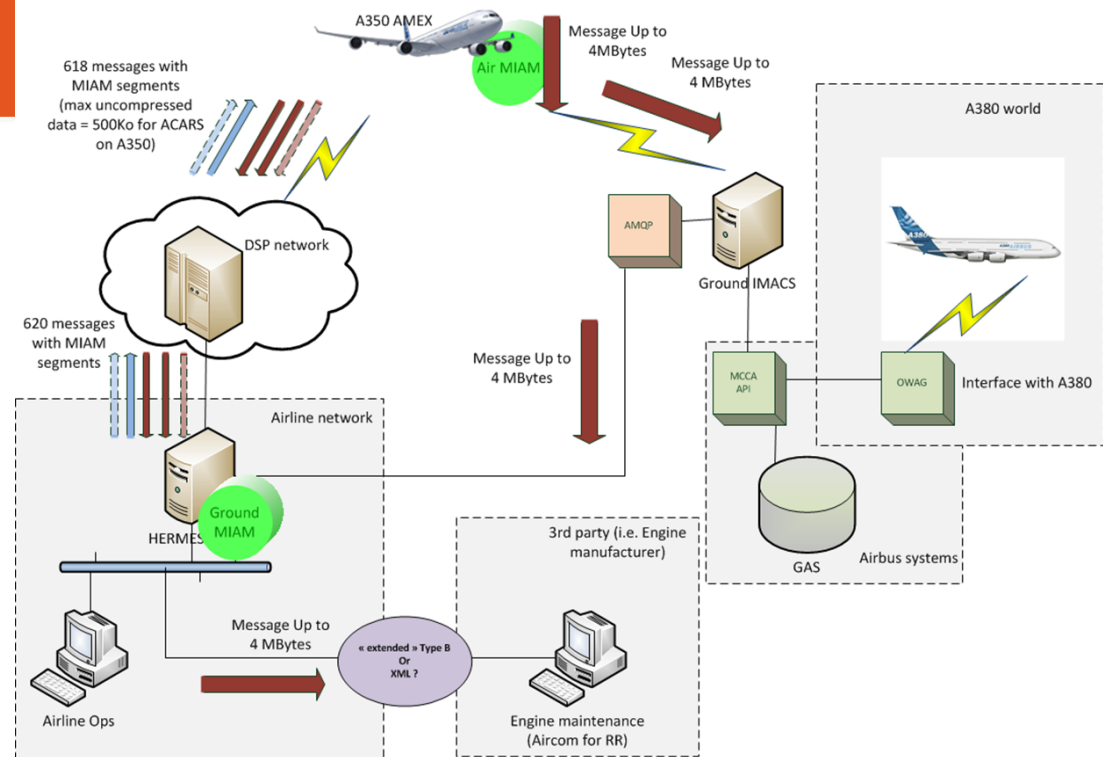 A350 AMEX
Air MIAM
Message Up to
4MBytes
Message Up to
4 MBytes
618 messages with
MIAM segments
(max uncompressed
data = 500Ko for ACARS
on A350)
A380 world
A380
DSP network
AMQP
Ground IMACS
620 messages
with MIAM
segments
Message Up to
4 MBytes
MCCA
API
OWAG
Interface with A380
Airline network
Ground
MIAM
HERMES
3rd party (i.e. Engine
manufacturer)
GAS
Airbus systems
Message Up to
4 MBytes
« extended » Type B
Or
XML ?
Airline Ops
Engine maintenance
(Aircom for RR)